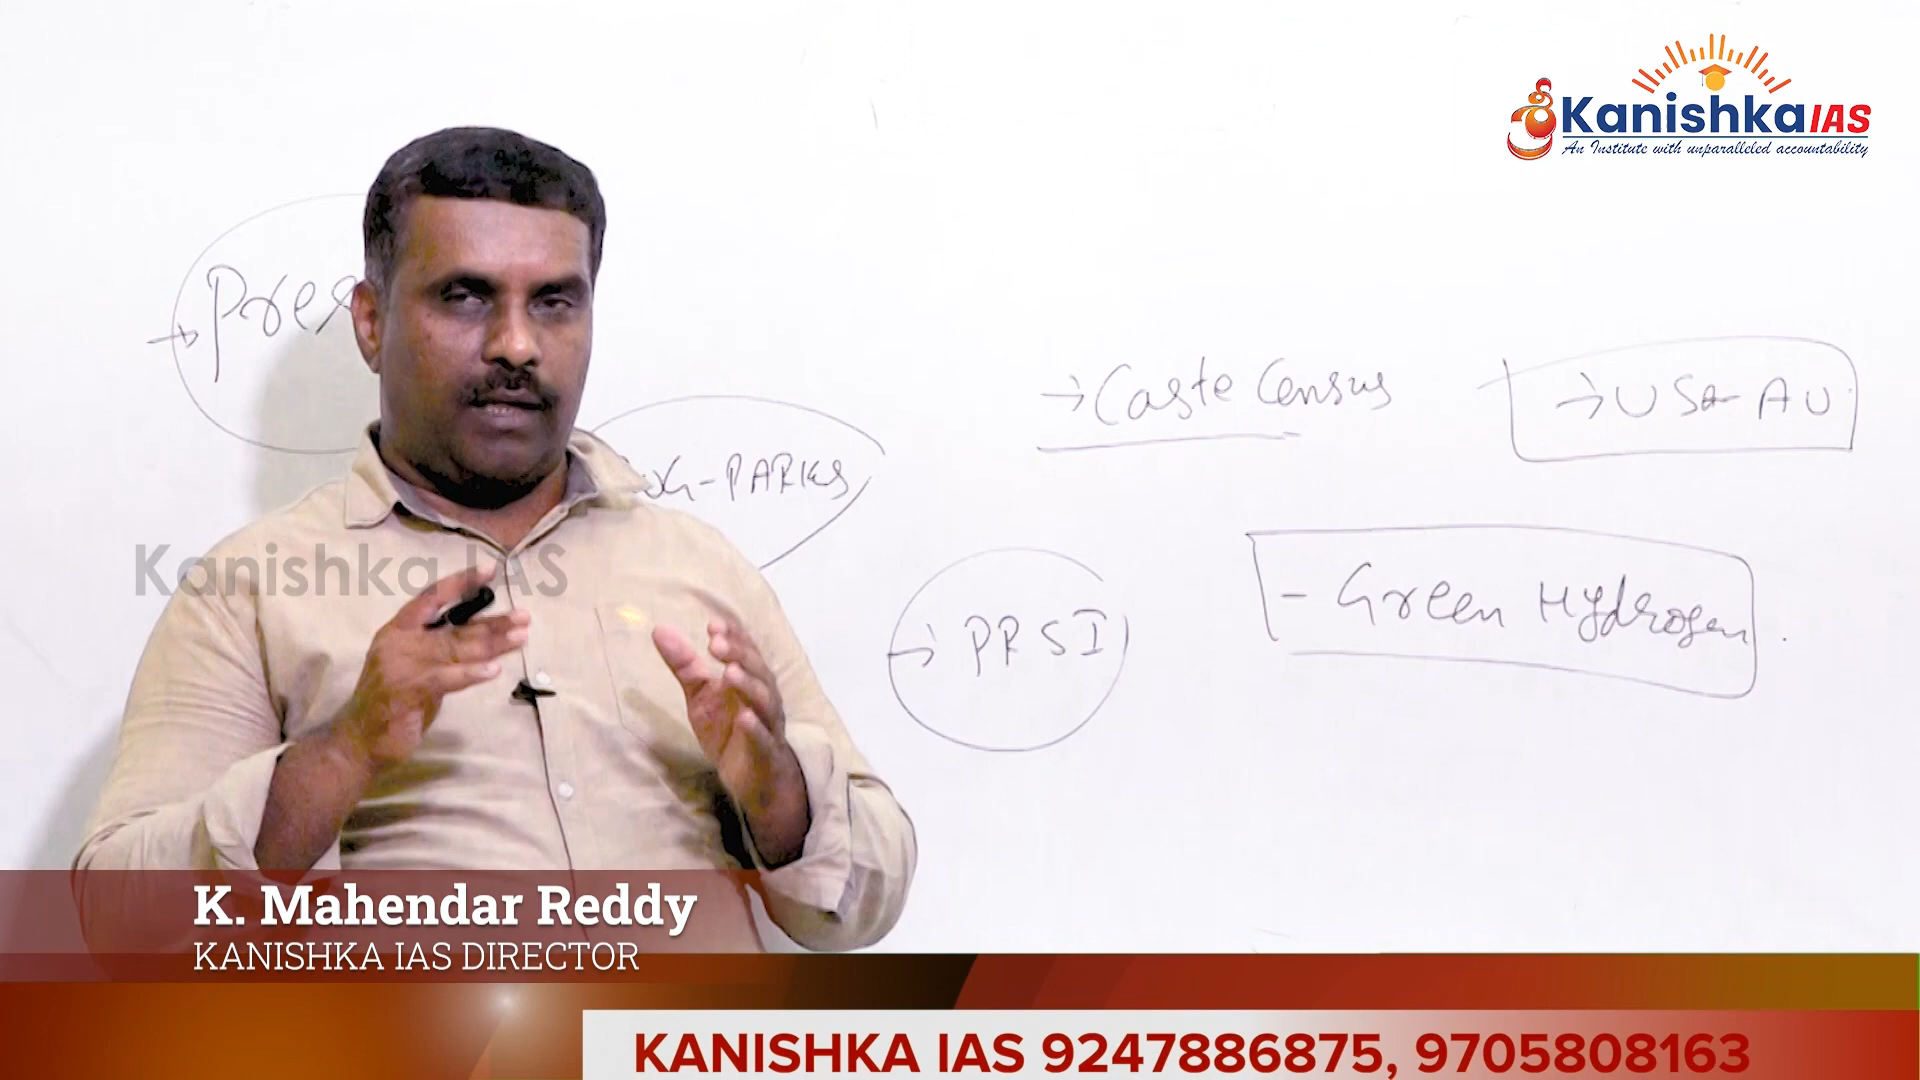 Kanishka IAS
An Institute with unparalleled accountability
→ Pres
→ Caste Census
→ USA-AU
G-PARKS
- Green Hydrogen.
→ PRSI
Kanishka IAS
K. Mahendar Reddy
KANISHKA IAS DIRECTOR
KANISHKA IAS 9247886875, 9705808163